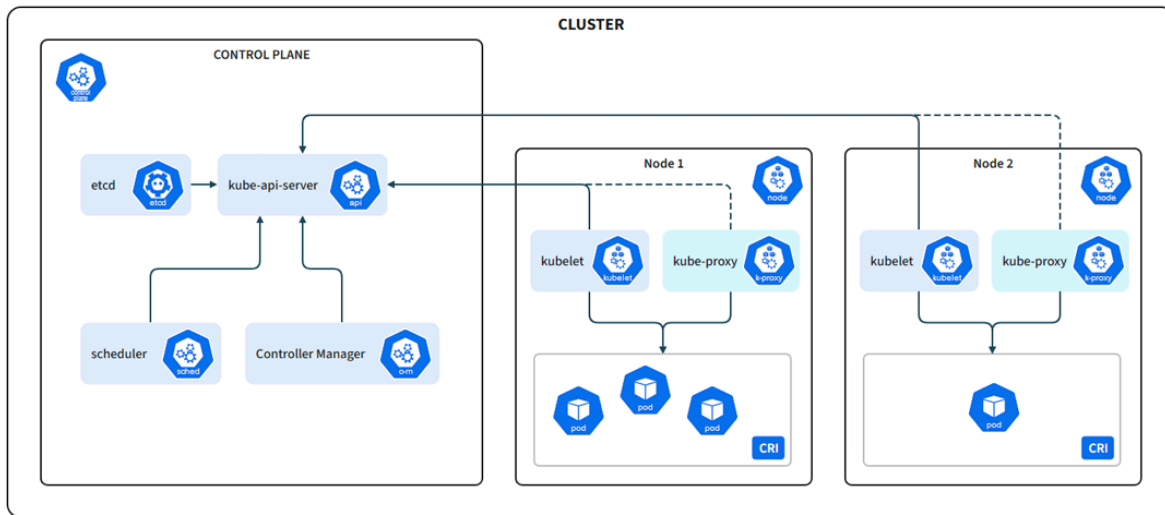 CLUSTER
CONTROL PLANE
control
plane
etcd
etcd
kube-api-server
api
scheduler
sched
Controller Manager
c-m
Node 1
node
kubelet
kubelet
kube-proxy
k-proxy
pod
pod
pod
CRI
Node 2
node
kubelet
kubelet
kube-proxy
k-proxy
pod
CRI